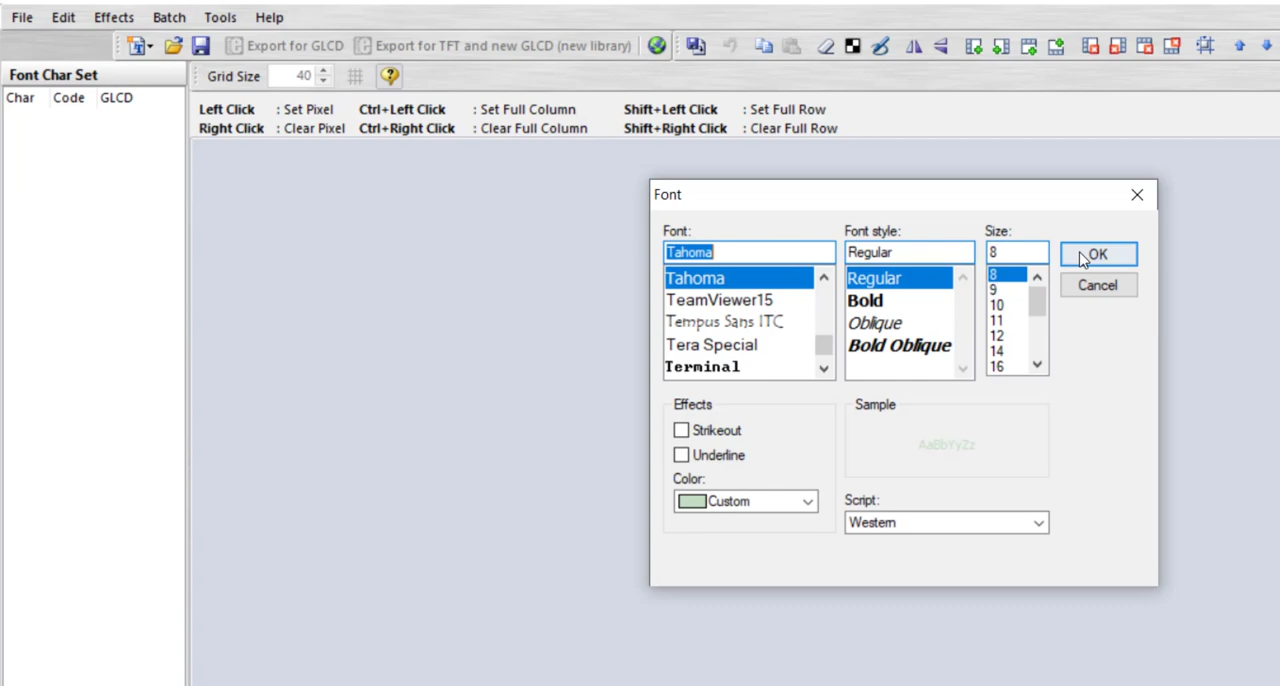 File Edit Effects Batch Tools Help
Export for GLCD Export for TFT and new GLCD (new library)
Font Char Set
Grid Size 40
Char Code GLCD
Left Click : Set Pixel Ctrl+Left Click : Set Full Column Shift+Left Click : Set Full Row
Right Click : Clear Pixel Ctrl+Right Click : Clear Full Column Shift+Right Click : Clear Full Row
Font
Font: Font style: Size:
Tahoma Regular 8 OK
Tahoma Regular 8
TeamViewer15 Bold 9 Cancel
Tempus Sans ITC Oblique 10
Tera Special Bold Oblique 11
Terminal 12
14
16
Effects Sample
Strikeout
AaBbYyZz
Underline
Color:
Custom Script:
Western